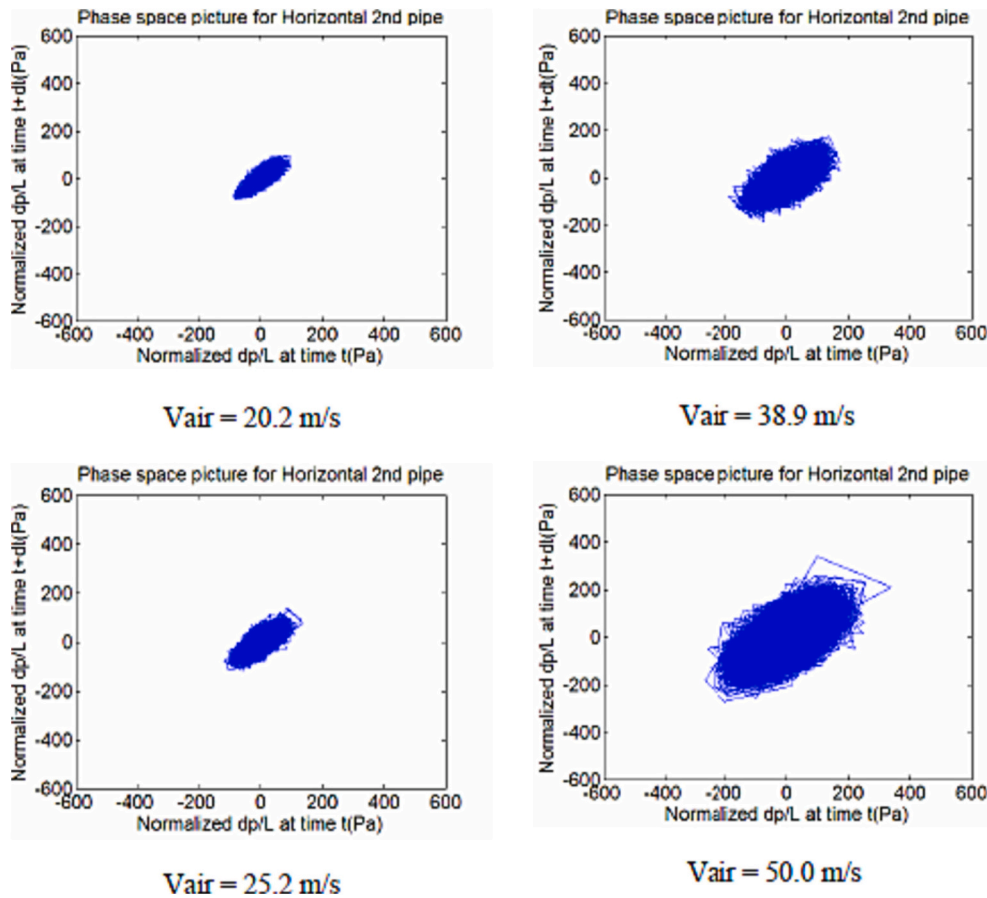 Phase space picture for Horizontal 2nd pipe
Normalized dp/L at time t+dt(Pa)
600
400
200
0
-200
-400
-600
-600 -400 -200 0 200 400 600
Normalized dp/L at time t(Pa)
Vair = 20.2 m/s
Phase space picture for Horizontal 2nd pipe
Normalized dp/L at time t+dt(Pa)
600
400
200
0
-200
-400
-600
-600 -400 -200 0 200 400 600
Normalized dp/L at time t(Pa)
Vair = 38.9 m/s
Phase space picture for Horizontal 2nd pipe
Normalized dp/L at time t+dt(Pa)
600
400
200
0
-200
-400
-600
-600 -400 -200 0 200 400 600
Normalized dp/L at time t(Pa)
Vair = 25.2 m/s
Phase space picture for Horizontal 2nd pipe
Normalized dp/L at time t+dt(Pa)
600
400
200
0
-200
-400
-600
-600 -400 -200 0 200 400 600
Normalized dp/L at time t(Pa)
Vair = 50.0 m/s